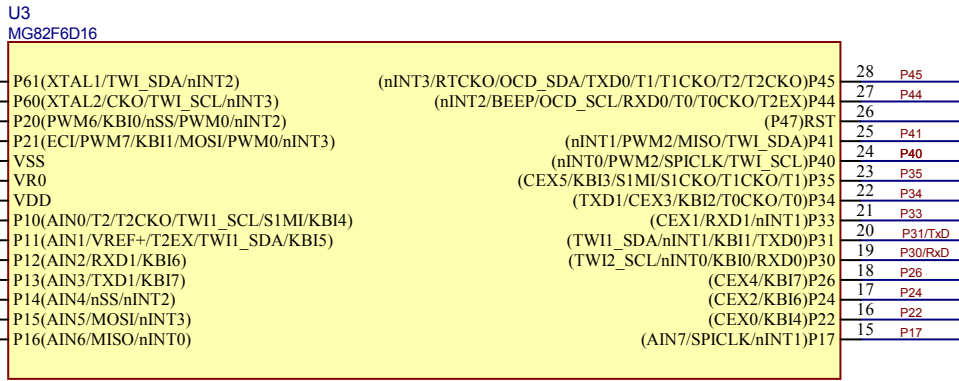 U3
MG82F6D16
P61(XTAL1/TWI_SDA/nINT2) (nINT3/RTCKO/OCD_SDA/TXD0/T1/T1CKO/T2/T2CKO)P45 28 P45
P60(XTAL2/CKO/TWI_SCL/nINT3) (nINT2/BEEP/OCD_SCL/RXD0/T0/T0CKO/T2EX)P44 27 P44
P20(PWM6/KBI0/nSS/PWM0/nINT2) (P47)RST 26
P21(ECI/PWM7/KBI1/MOSI/PWM0/nINT3) (nINT1/PWM2/MISO/TWI_SDA)P41 25 P41
VSS (nINT0/PWM2/SPICLK/TWI_SCL)P40 24 P40
VR0 (CEX5/KBI3/S1MI/S1CKO/T1CKO/T1)P35 23 P35
VDD (TXD1/CEX3/KBI2/T0CKO/T0)P34 22 P34
P10(AIN0/T2/T2CKO/TWI1_SCL/S1MI/KBI4) (CEX1/RXD1/nINT1)P33 21 P33
P11(AIN1/VREF+/T2EX/TWI1_SDA/KBI5) (TWI1_SDA/nINT1/KBI1/TXD0)P31 20 P31/TxD
P12(AIN2/RXD1/KBI6) (TWI2_SCL/nINT0/KBI0/RXD0)P30 19 P30/RxD
P13(AIN3/TXD1/KBI7) (CEX4/KBI7)P26 18 P26
P14(AIN4/nSS/nINT2) (CEX2/KBI6)P24 17 P24
P15(AIN5/MOSI/nINT3) (CEX0/KBI4)P22 16 P22
P16(AIN6/MISO/nINT0) (AIN7/SPICLK/nINT1)P17 15 P17